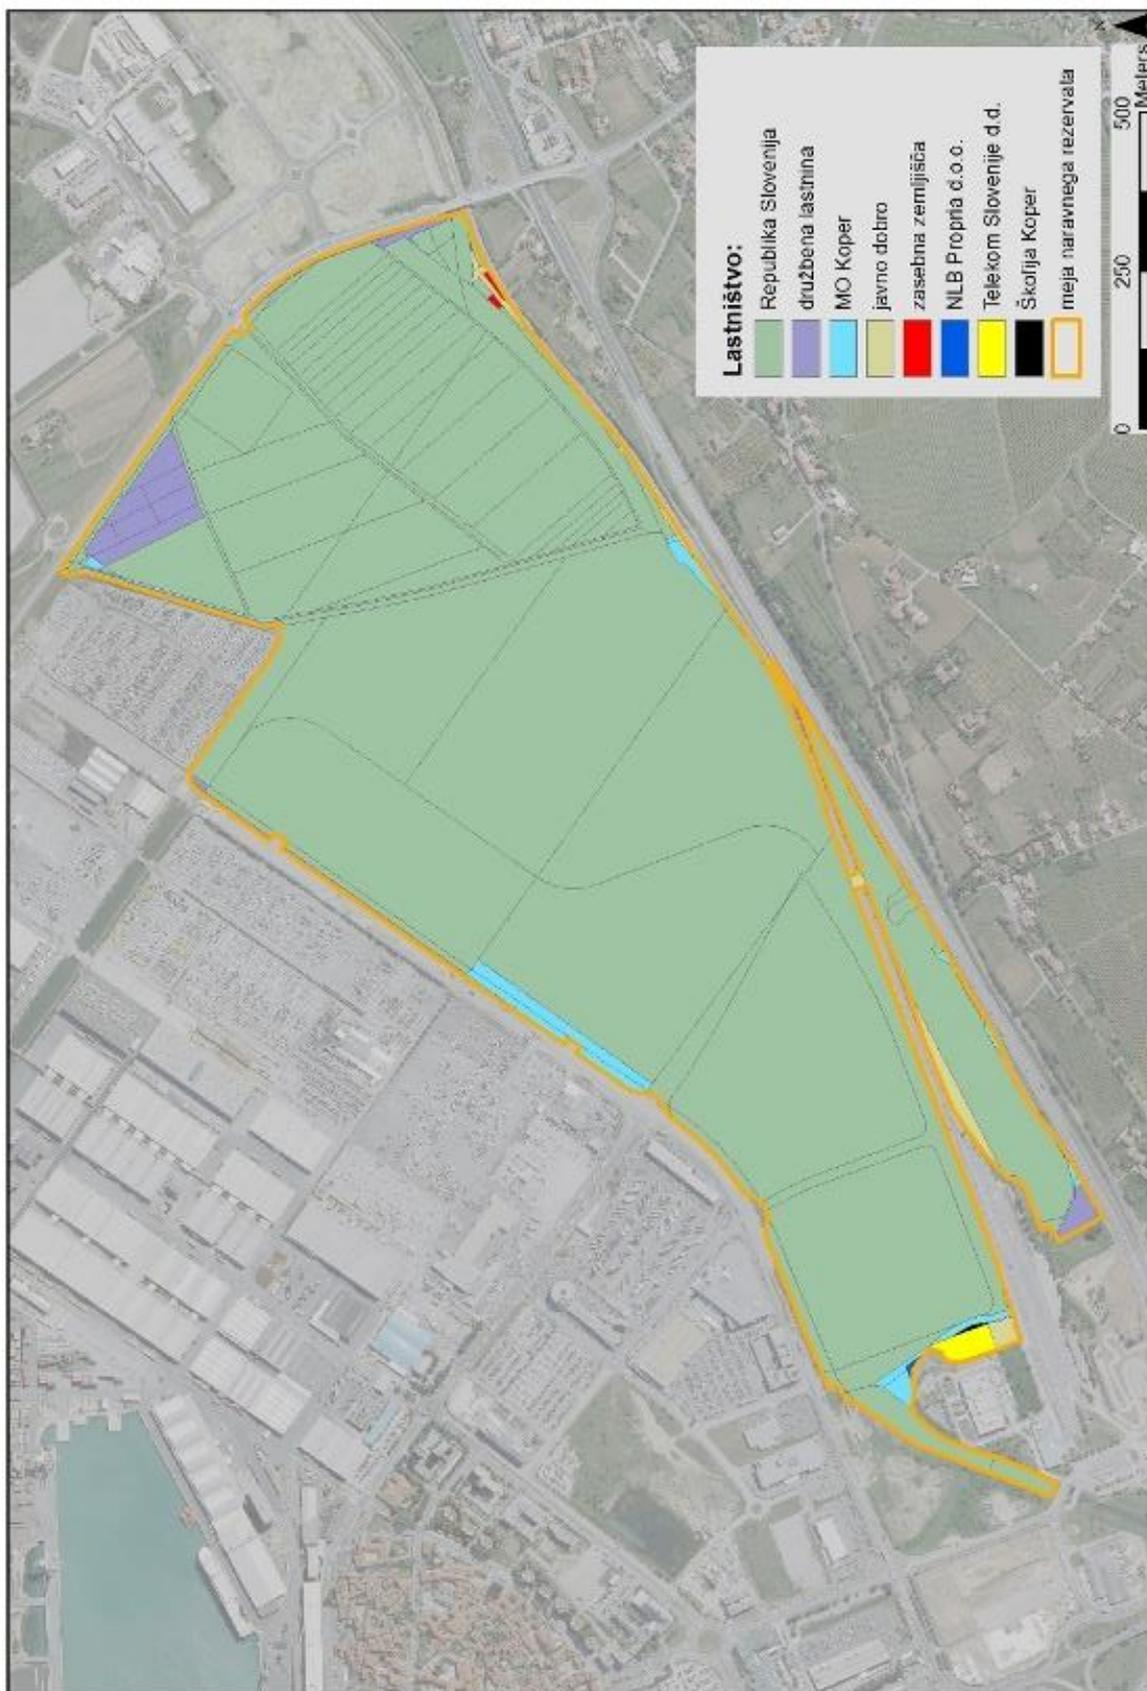 Lastništvo:
Republika Slovenija
družbena lastnina
MO Koper
javno dobro
zasebna zemljišča
NLB Propria d.o.o.
Telekom Slovenije d.d.
Škofija Koper
meja naravnega rezervata
0 250 500
Meters
N